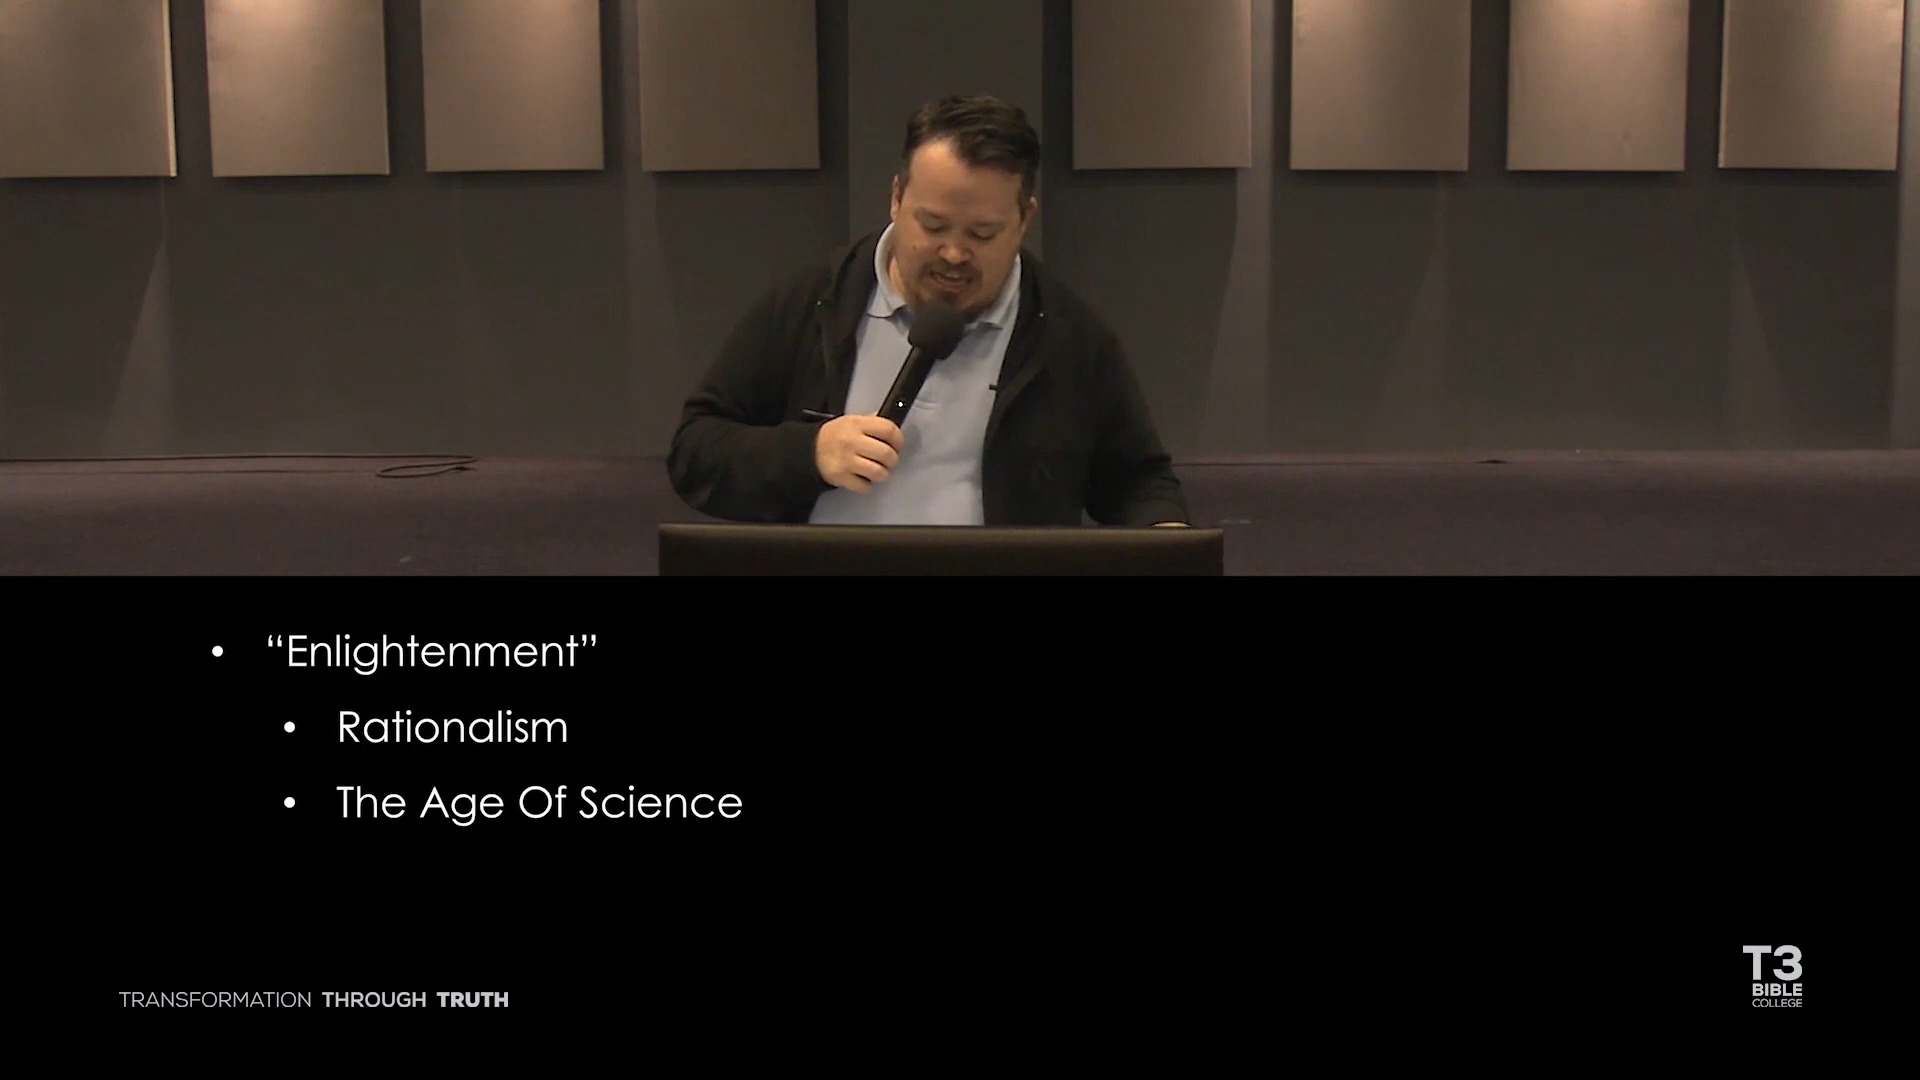 • “Enlightenment”
• Rationalism
• The Age Of Science
TRANSFORMATION THROUGH TRUTH
T3
BIBLE
COLLEGE